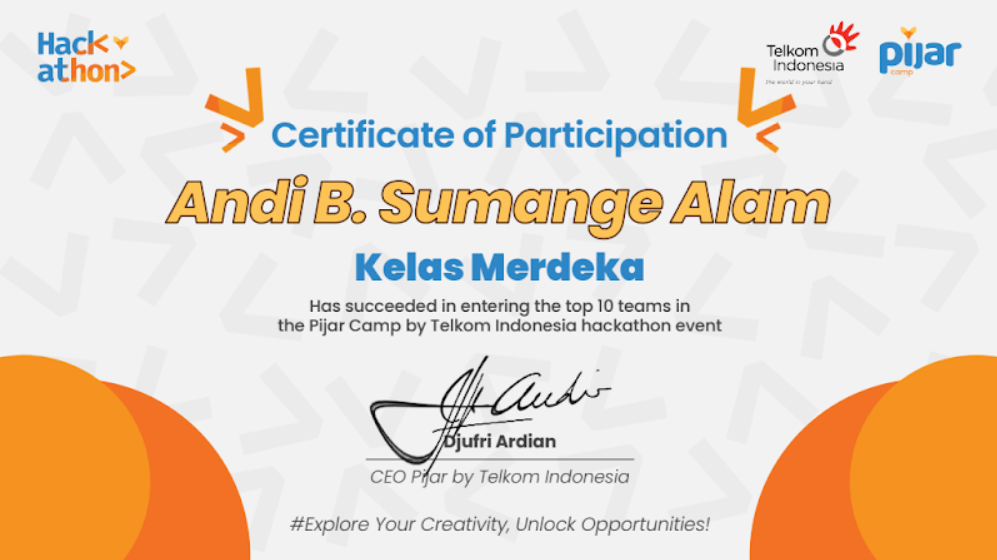 Hack
athon
Telkom
Indonesia
the world in your hand
pijar
camp
Certificate of Participation
Andi B. Sumange Alam
Kelas Merdeka
Has succeeded in entering the top 10 teams in
the Pijar Camp by Telkom Indonesia hackathon event
Djufri Ardian
CEO Pijar by Telkom Indonesia
#Explore Your Creativity, Unlock Opportunities!